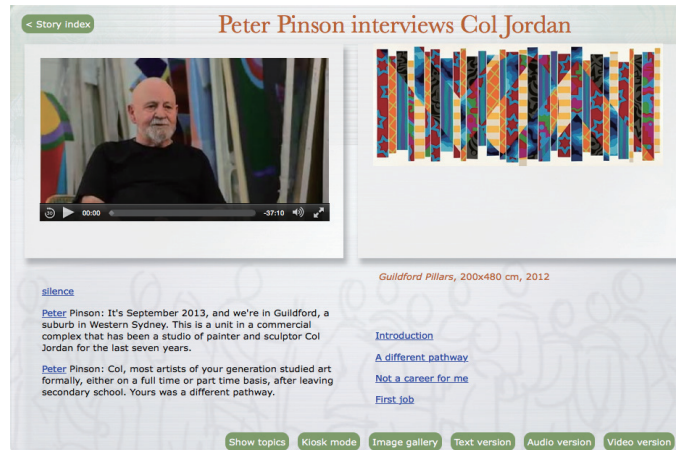 < Story index
Peter Pinson interviews Col Jordan
30
00:00
-37:10
Guildford Pillars, 200x480 cm, 2012
silence
Peter Pinson: It's September 2013, and we're in Guildford, a
suburb in Western Sydney. This is a unit in a commercial
complex that has been a studio of painter and sculptor Col
Jordan for the last seven years.
Peter Pinson: Col, most artists of your generation studied art
formally, either on a full time or part time basis, after leaving
secondary school. Yours was a different pathway.
Introduction
A different pathway
Not a career for me
First job
Show topics
Kiosk mode
Image gallery
Text version
Audio version
Video version